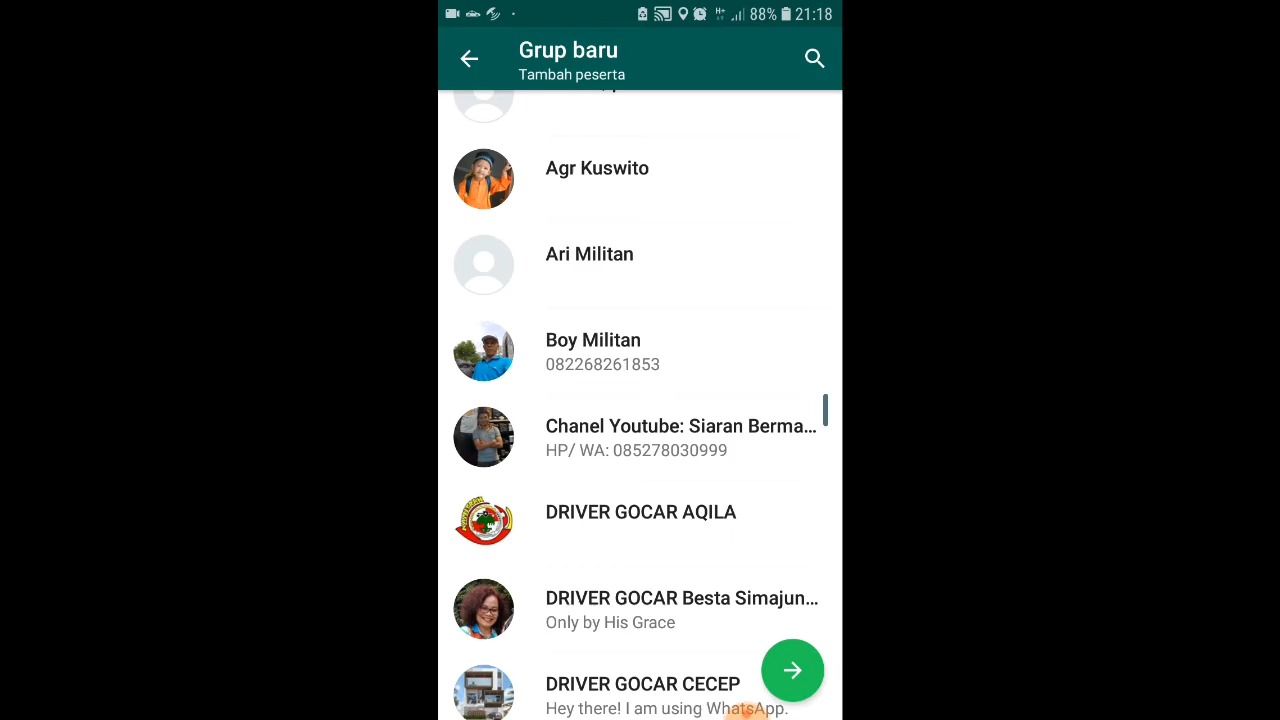 H+ 88% 21:18
Grup baru
Tambah peserta
Agr Kuswito
Ari Militan
Boy Militan
082268261853
Chanel Youtube: Siaran Berma...
HP/ WA: 085278030999
DRIVER GOCAR AQILA
DRIVER GOCAR Besta Simajun...
Only by His Grace
DRIVER GOCAR CECEP
Hey there! I am using WhatsApp.